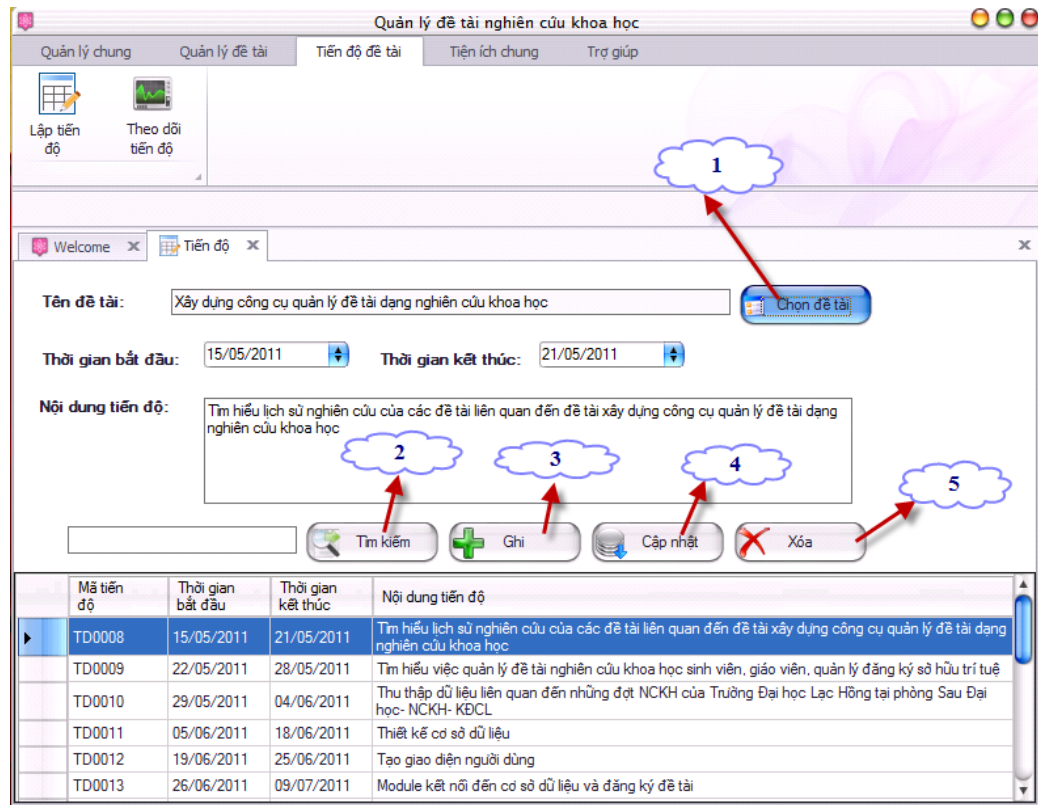 Quản lý đề tài nghiên cứu khoa học
Quản lý chung Quản lý đề tài Tiến độ đề tài Tiện ích chung Trợ giúp
Lập tiến độ
Theo dõi tiến độ
1
Welcome Tiến độ
Tên đề tài: Xây dựng công cụ quản lý đề tài dạng nghiên cứu khoa học Chọn đề tài
Thời gian bắt đầu: 15/05/2011 Thời gian kết thúc: 21/05/2011
Nội dung tiến độ: Tìm hiểu lịch sử nghiên cứu của các đề tài liên quan đến đề tài xây dựng công cụ quản lý đề tài dạng
nghiên cứu khoa học
2 3 4 5
Tìm kiếm Ghi Cập nhật Xóa
Mã tiến độ Thời gian bắt đầu Thời gian kết thúc Nội dung tiến độ
TD0008 15/05/2011 21/05/2011 Tìm hiểu lịch sử nghiên cứu của các đề tài liên quan đến đề tài xây dựng công cụ quản lý đề tài dạng
nghiên cứu khoa học
TD0009 22/05/2011 28/05/2011 Tìm hiểu việc quản lý đề tài nghiên cứu khoa học sinh viên, giáo viên, quản lý đăng ký sở hữu trí tuệ
TD0010 29/05/2011 04/06/2011 Thu thập dữ liệu liên quan đến những đợt NCKH của Trường Đại học Lạc Hồng tại phòng Sau Đại
học- NCKH- KĐCL
TD0011 05/06/2011 18/06/2011 Thiết kế cơ sở dữ liệu
TD0012 19/06/2011 25/06/2011 Tạo giao diện người dùng
TD0013 26/06/2011 09/07/2011 Module kết nối đến cơ sở dữ liệu và đăng ký đề tài